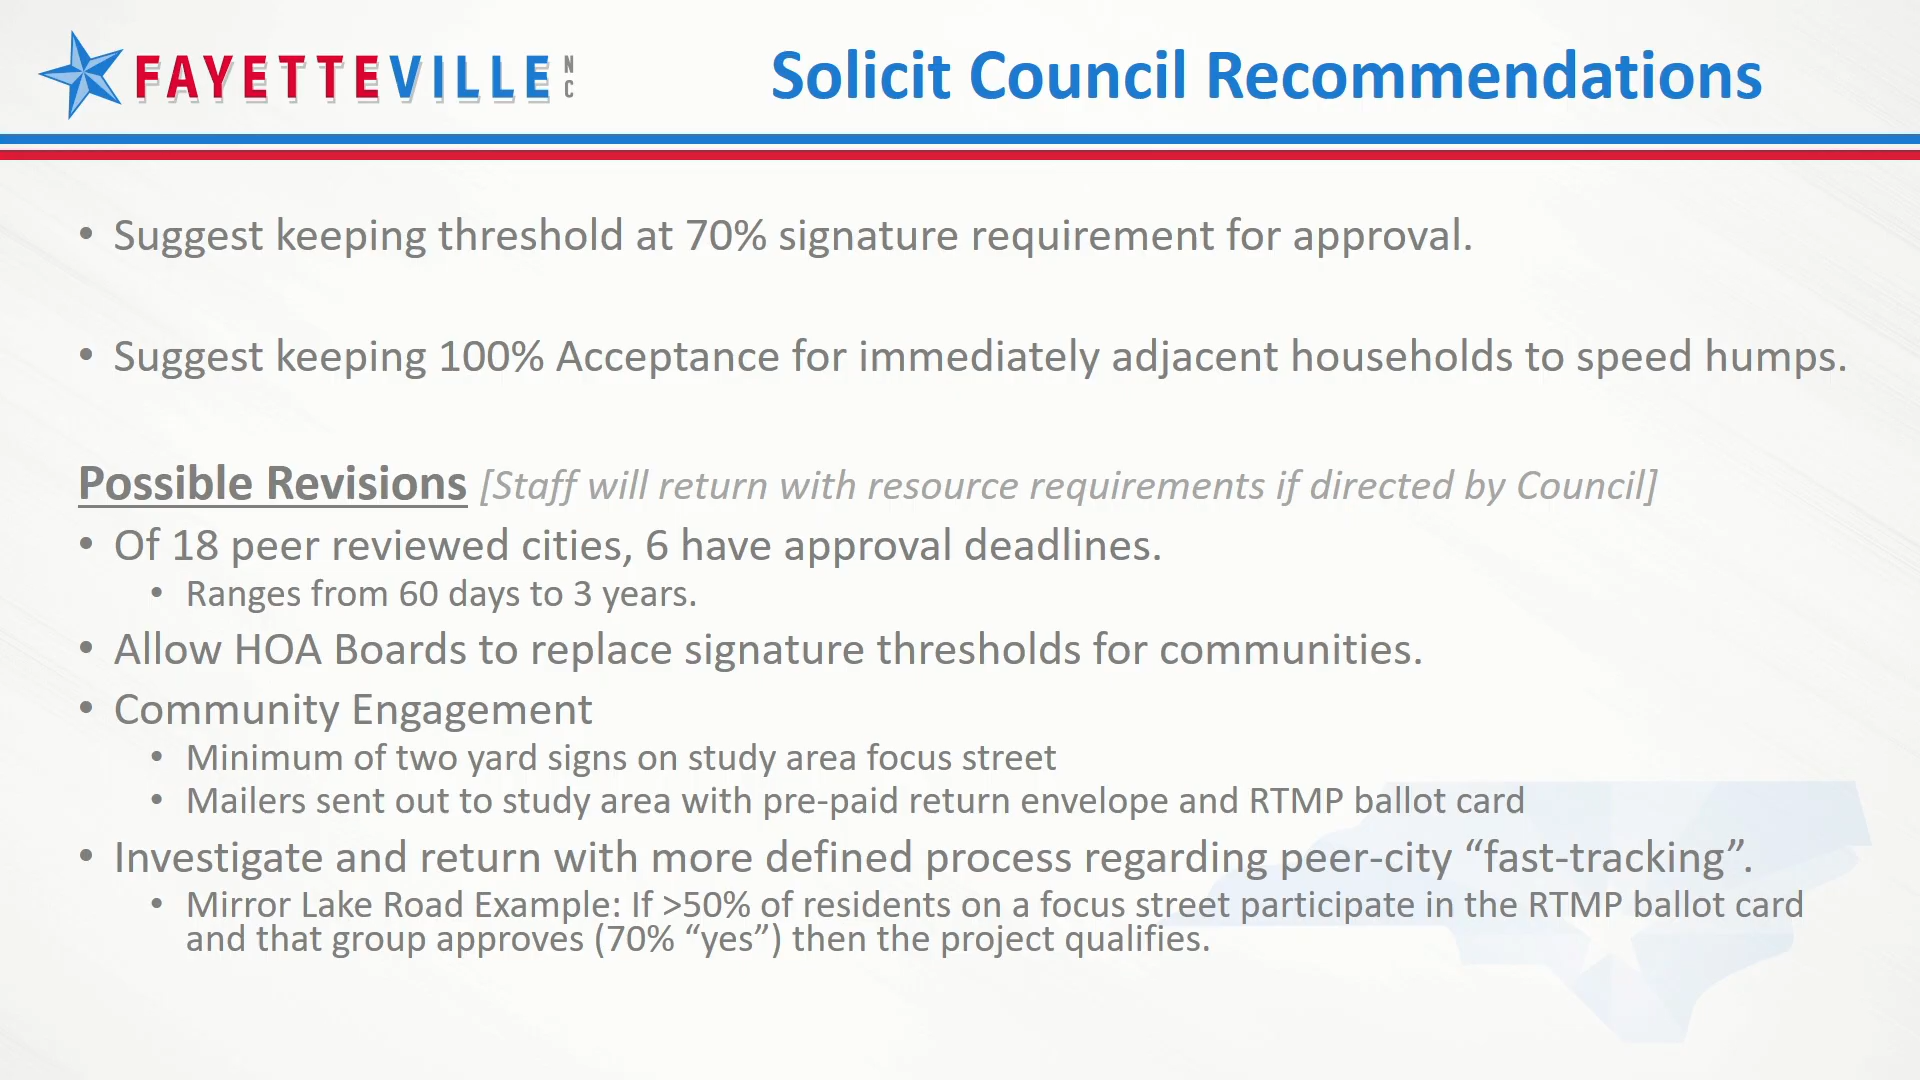 FAYETTEVILLE NC
Solicit Council Recommendations
• Suggest keeping threshold at 70% signature requirement for approval.
• Suggest keeping 100% Acceptance for immediately adjacent households to speed humps.
Possible Revisions [Staff will return with resource requirements if directed by Council]
• Of 18 peer reviewed cities, 6 have approval deadlines.
• Ranges from 60 days to 3 years.
• Allow HOA Boards to replace signature thresholds for communities.
• Community Engagement
• Minimum of two yard signs on study area focus street
• Mailers sent out to study area with pre-paid return envelope and RTMP ballot card
• Investigate and return with more defined process regarding peer-city “fast-tracking”.
• Mirror Lake Road Example: If >50% of residents on a focus street participate in the RTMP ballot card
and that group approves (70% “yes”) then the project qualifies.